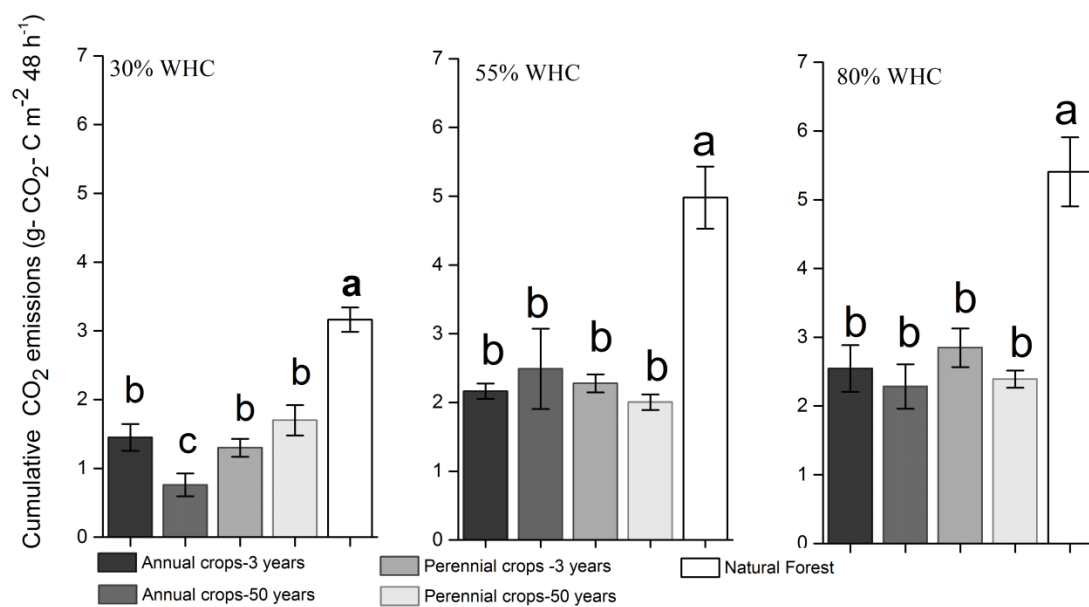 Cumulative CO₂ emissions (g- CO₂- C m⁻² 48 h⁻¹)
30% WHC
7
6
5
4
3
2
1
0
b
c
b
b
a
55% WHC
7
6
5
4
3
2
1
0
b
b
b
b
a
80% WHC
7
6
5
4
3
2
1
0
b
b
b
b
a
Annual crops-3 years
Perennial crops -3 years
Natural Forest
Annual crops-50 years
Perennial crops-50 years